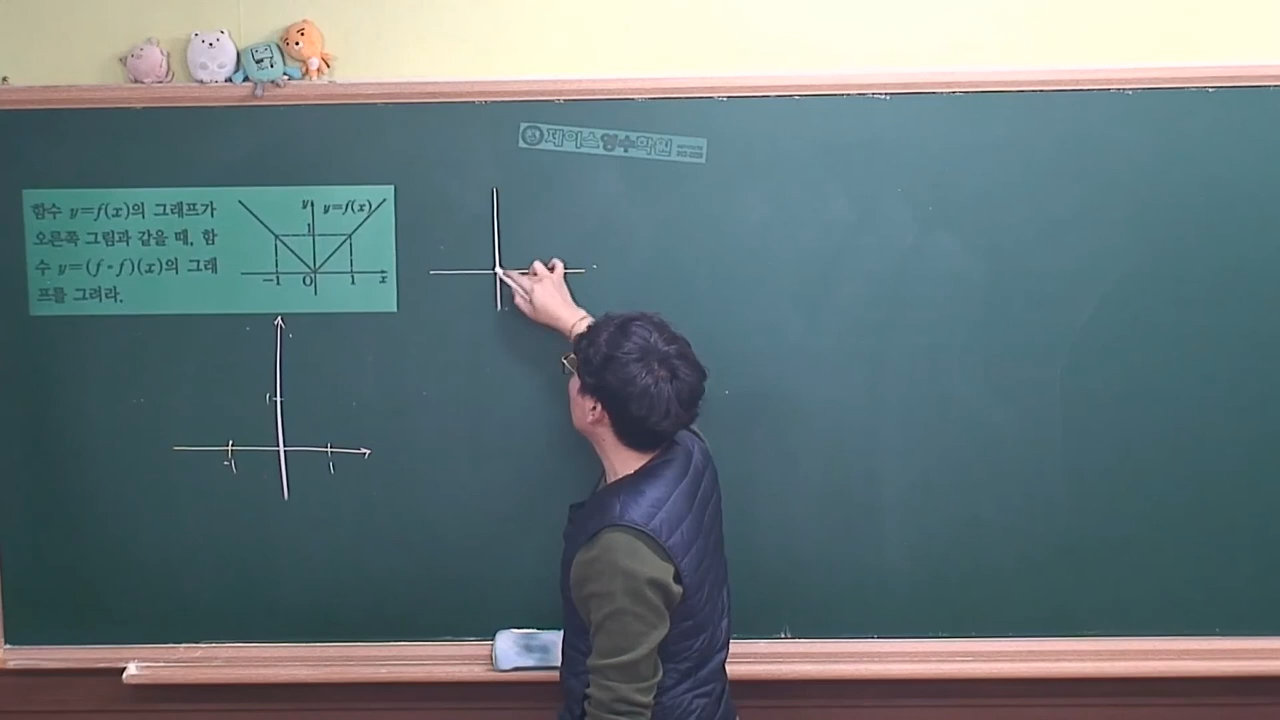 제이스영수학원
함수 y=f(x)의 그래프가
오른쪽 그림과 같을 때, 함
수 y=(f∘f)(x)의 그래
프를 그려라.
y
y=f(x)
1
-1
O
1
x
1
-1
1